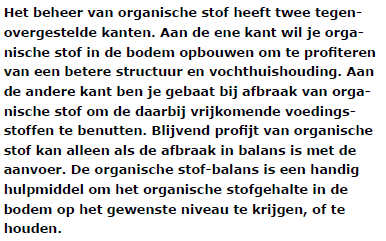 Het beheer van organische stof heeft twee tegen-
overgestelde kanten. Aan de ene kant wil je orga-
nische stof in de bodem opbouwen om te profiteren
van een betere structuur en vochthuishouding. Aan
de andere kant ben je gebaat bij afbraak van orga-
nische stof om de daarbij vrijkomende voedings-
stoffen te benutten. Blijvend profijt van organische
stof kan alleen als de afbraak in balans is met de
aanvoer. De organische stof-balans is een handig
hulpmiddel om het organische stofgehalte in de
bodem op het gewenste niveau te krijgen, of te
houden.